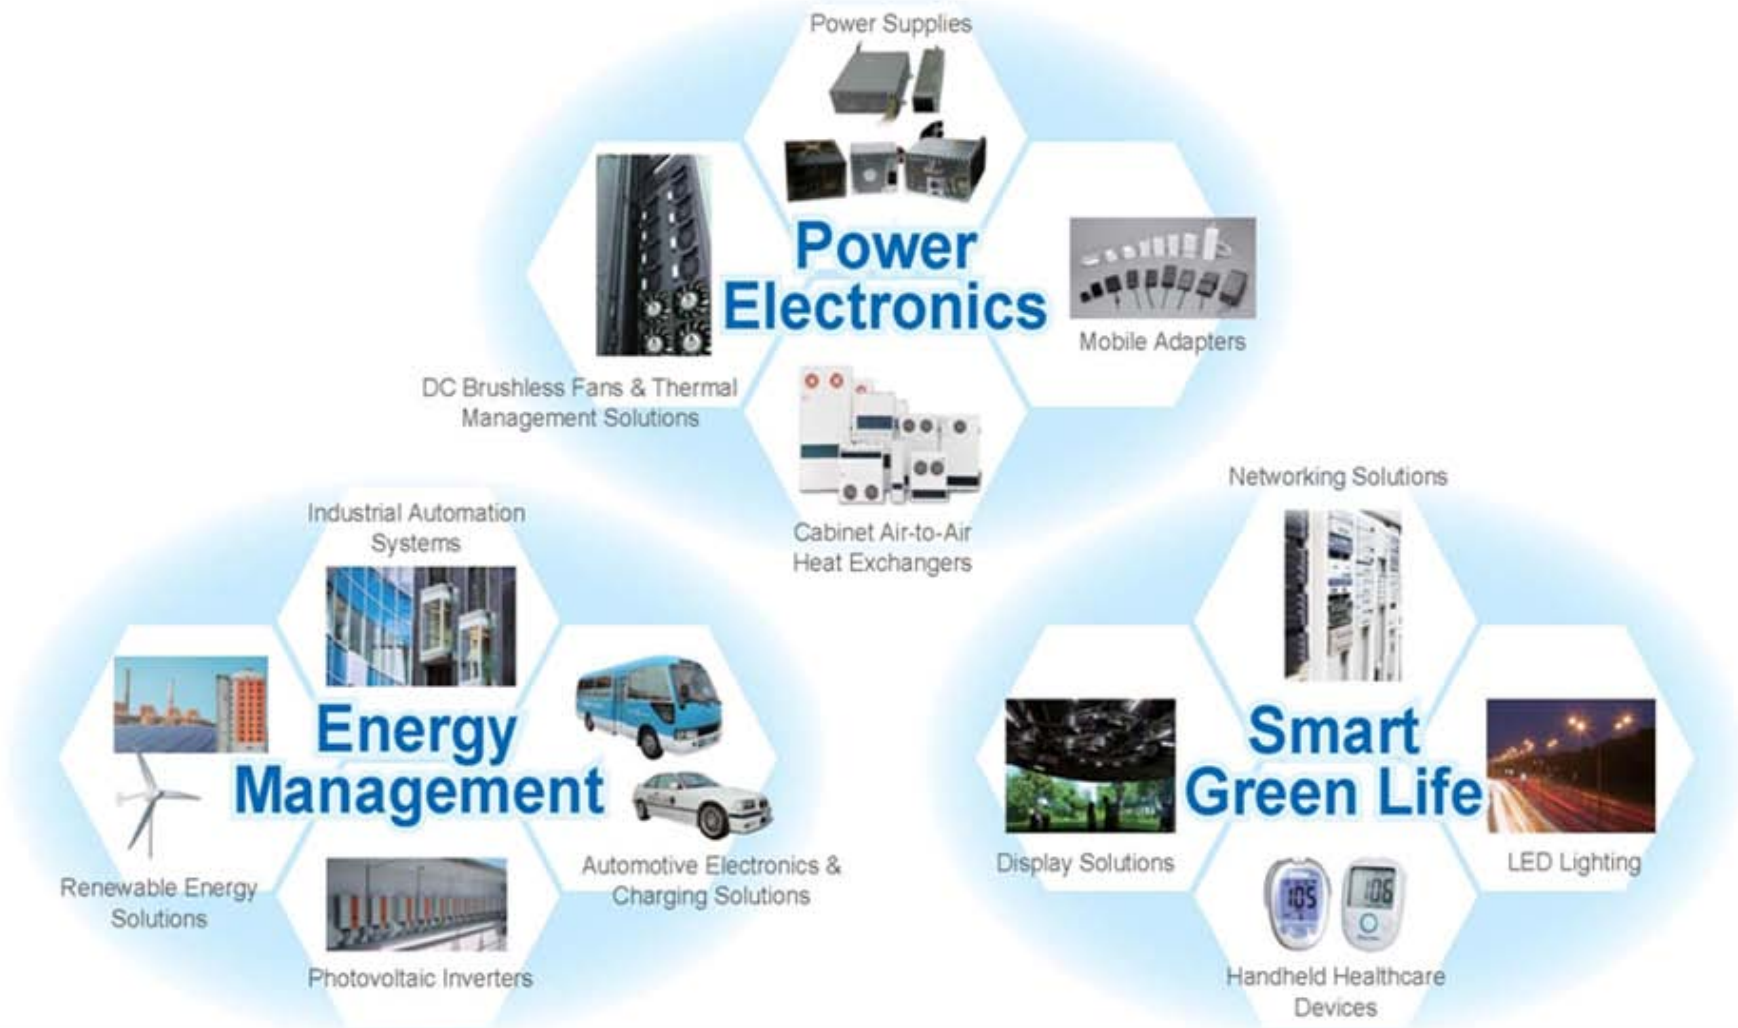 Power Supplies
Power
Electronics
Mobile Adapters
DC Brushless Fans & Thermal
Management Solutions
Cabinet Air-to-Air
Heat Exchangers
Industrial Automation
Systems
Energy
Management
Renewable Energy
Solutions
Automotive Electronics &
Charging Solutions
Photovoltaic Inverters
Networking Solutions
Smart
Green Life
Display Solutions
LED Lighting
105
106
Handheld Healthcare
Devices